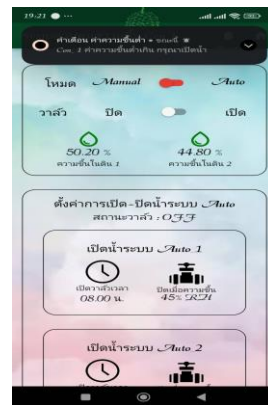 19:21
คำเตือน ค่าความชื้นต่ำ • ขณะนี้
Con. 1 ค่าความชื้นต่ำเกิน กรุณาเปิดน้ำ
โหมด Manual Auto
วาล์ว ปิด เปิด
50.20 % 44.80 %
ความชื้นในดิน 1 ความชื้นในดิน 2
ตั้งค่าการเปิด-ปิดน้ำระบบ Auto
สถานะวาล์ว : OFF
เปิดน้ำระบบ Auto 1
เปิดวาล์วเวลา ปิดเมื่อความชื้น
08.00 น. 45% RH
เปิดน้ำระบบ Auto 2